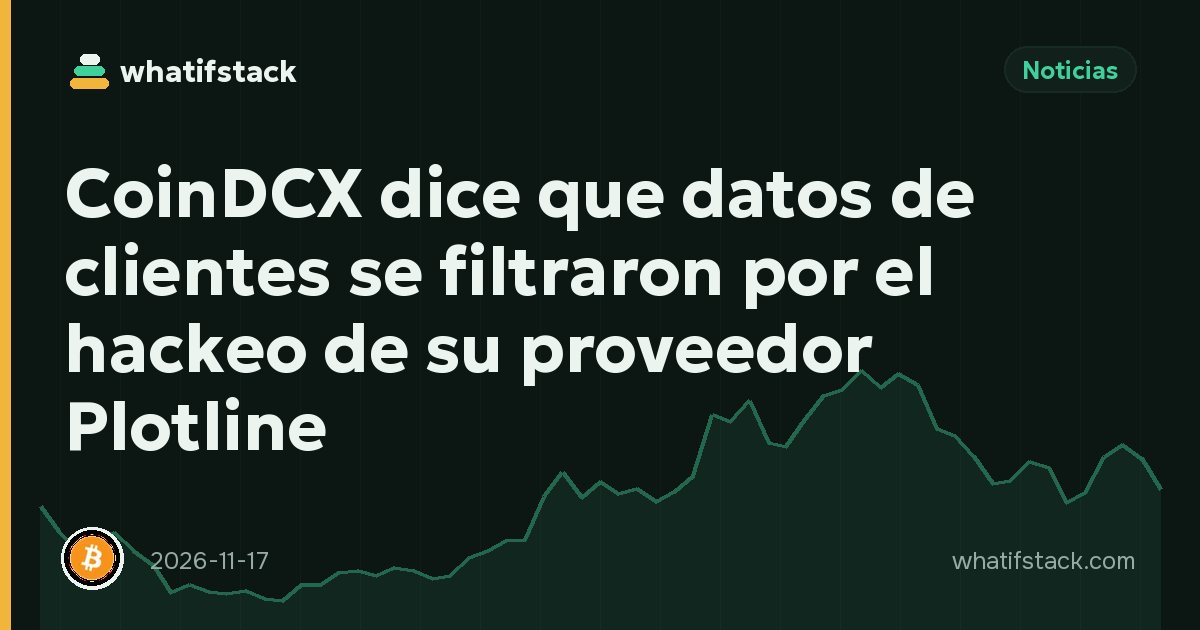 whatifstack
Noticias
CoinDCX dice que datos de
clientes se filtraron por el
hackeo de su proveedor
Plotline
2026-11-17
whatifstack.com